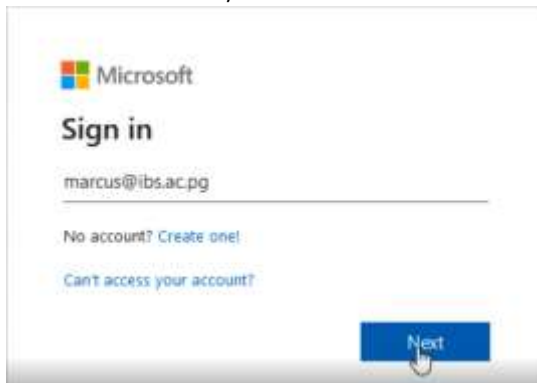 Microsoft
Sign in
marcus@ibs.ac.pg
No account? Create one!
Can't access your account?
Next